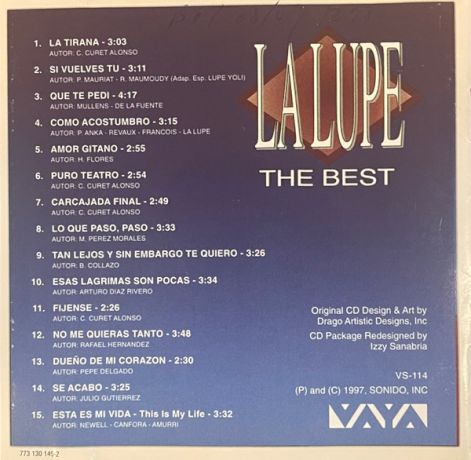 1. LA TIRANA - 3:03
AUTOR: C. CURET ALONSO
2. SI VUELVES TU - 3:11
AUTOR: P. MAURIAT - R. MAUMOUDY (Adap. Esp. LUPE YOLI)
3. QUE TE PEDI - 4:17
AUTOR: MULLENS - DE LA FUENTE
4. COMO ACOSTUMBRO - 3:15
AUTOR: P. ANKA - REVAUX - FRANCOIS - LA LUPE
5. AMOR GITANO - 2:55
AUTOR: H. FLORES
6. PURO TEATRO - 2:54
AUTOR: C. CURET ALONSO
7. CARCAJADA FINAL - 2:49
AUTOR: C. CURET ALONSO
8. LO QUE PASO, PASO - 3:33
AUTOR: M. PEREZ MORALES
9. TAN LEJOS Y SIN EMBARGO TE QUIERO - 3:26
AUTOR: B. COLLAZO
10. ESAS LAGRIMAS SON POCAS - 3:34
AUTOR: ARTURO DIAZ RIVERO
11. FIJENSE - 2:26
AUTOR: C. CURET ALONSO
12. NO ME QUIERAS TANTO - 3:48
AUTOR: RAFAEL HERNANDEZ
13. DUEÑO DE MI CORAZON - 2:30
AUTOR: PEPE DELGADO
14. SE ACABO - 3:25
AUTOR: JULIO GUTIERREZ
15. ESTA ES MI VIDA - This Is My Life - 3:32
AUTOR: NEWELL - CANFORA - AMURRI
LA LUPE
THE BEST
Original CD Design & Art by
Drago Artistic Designs, Inc
CD Package Redesigned by
Izzy Sanabria
VS-114
(P) and (C) 1997, SONIDO, INC
VAYA
773 130 145-2